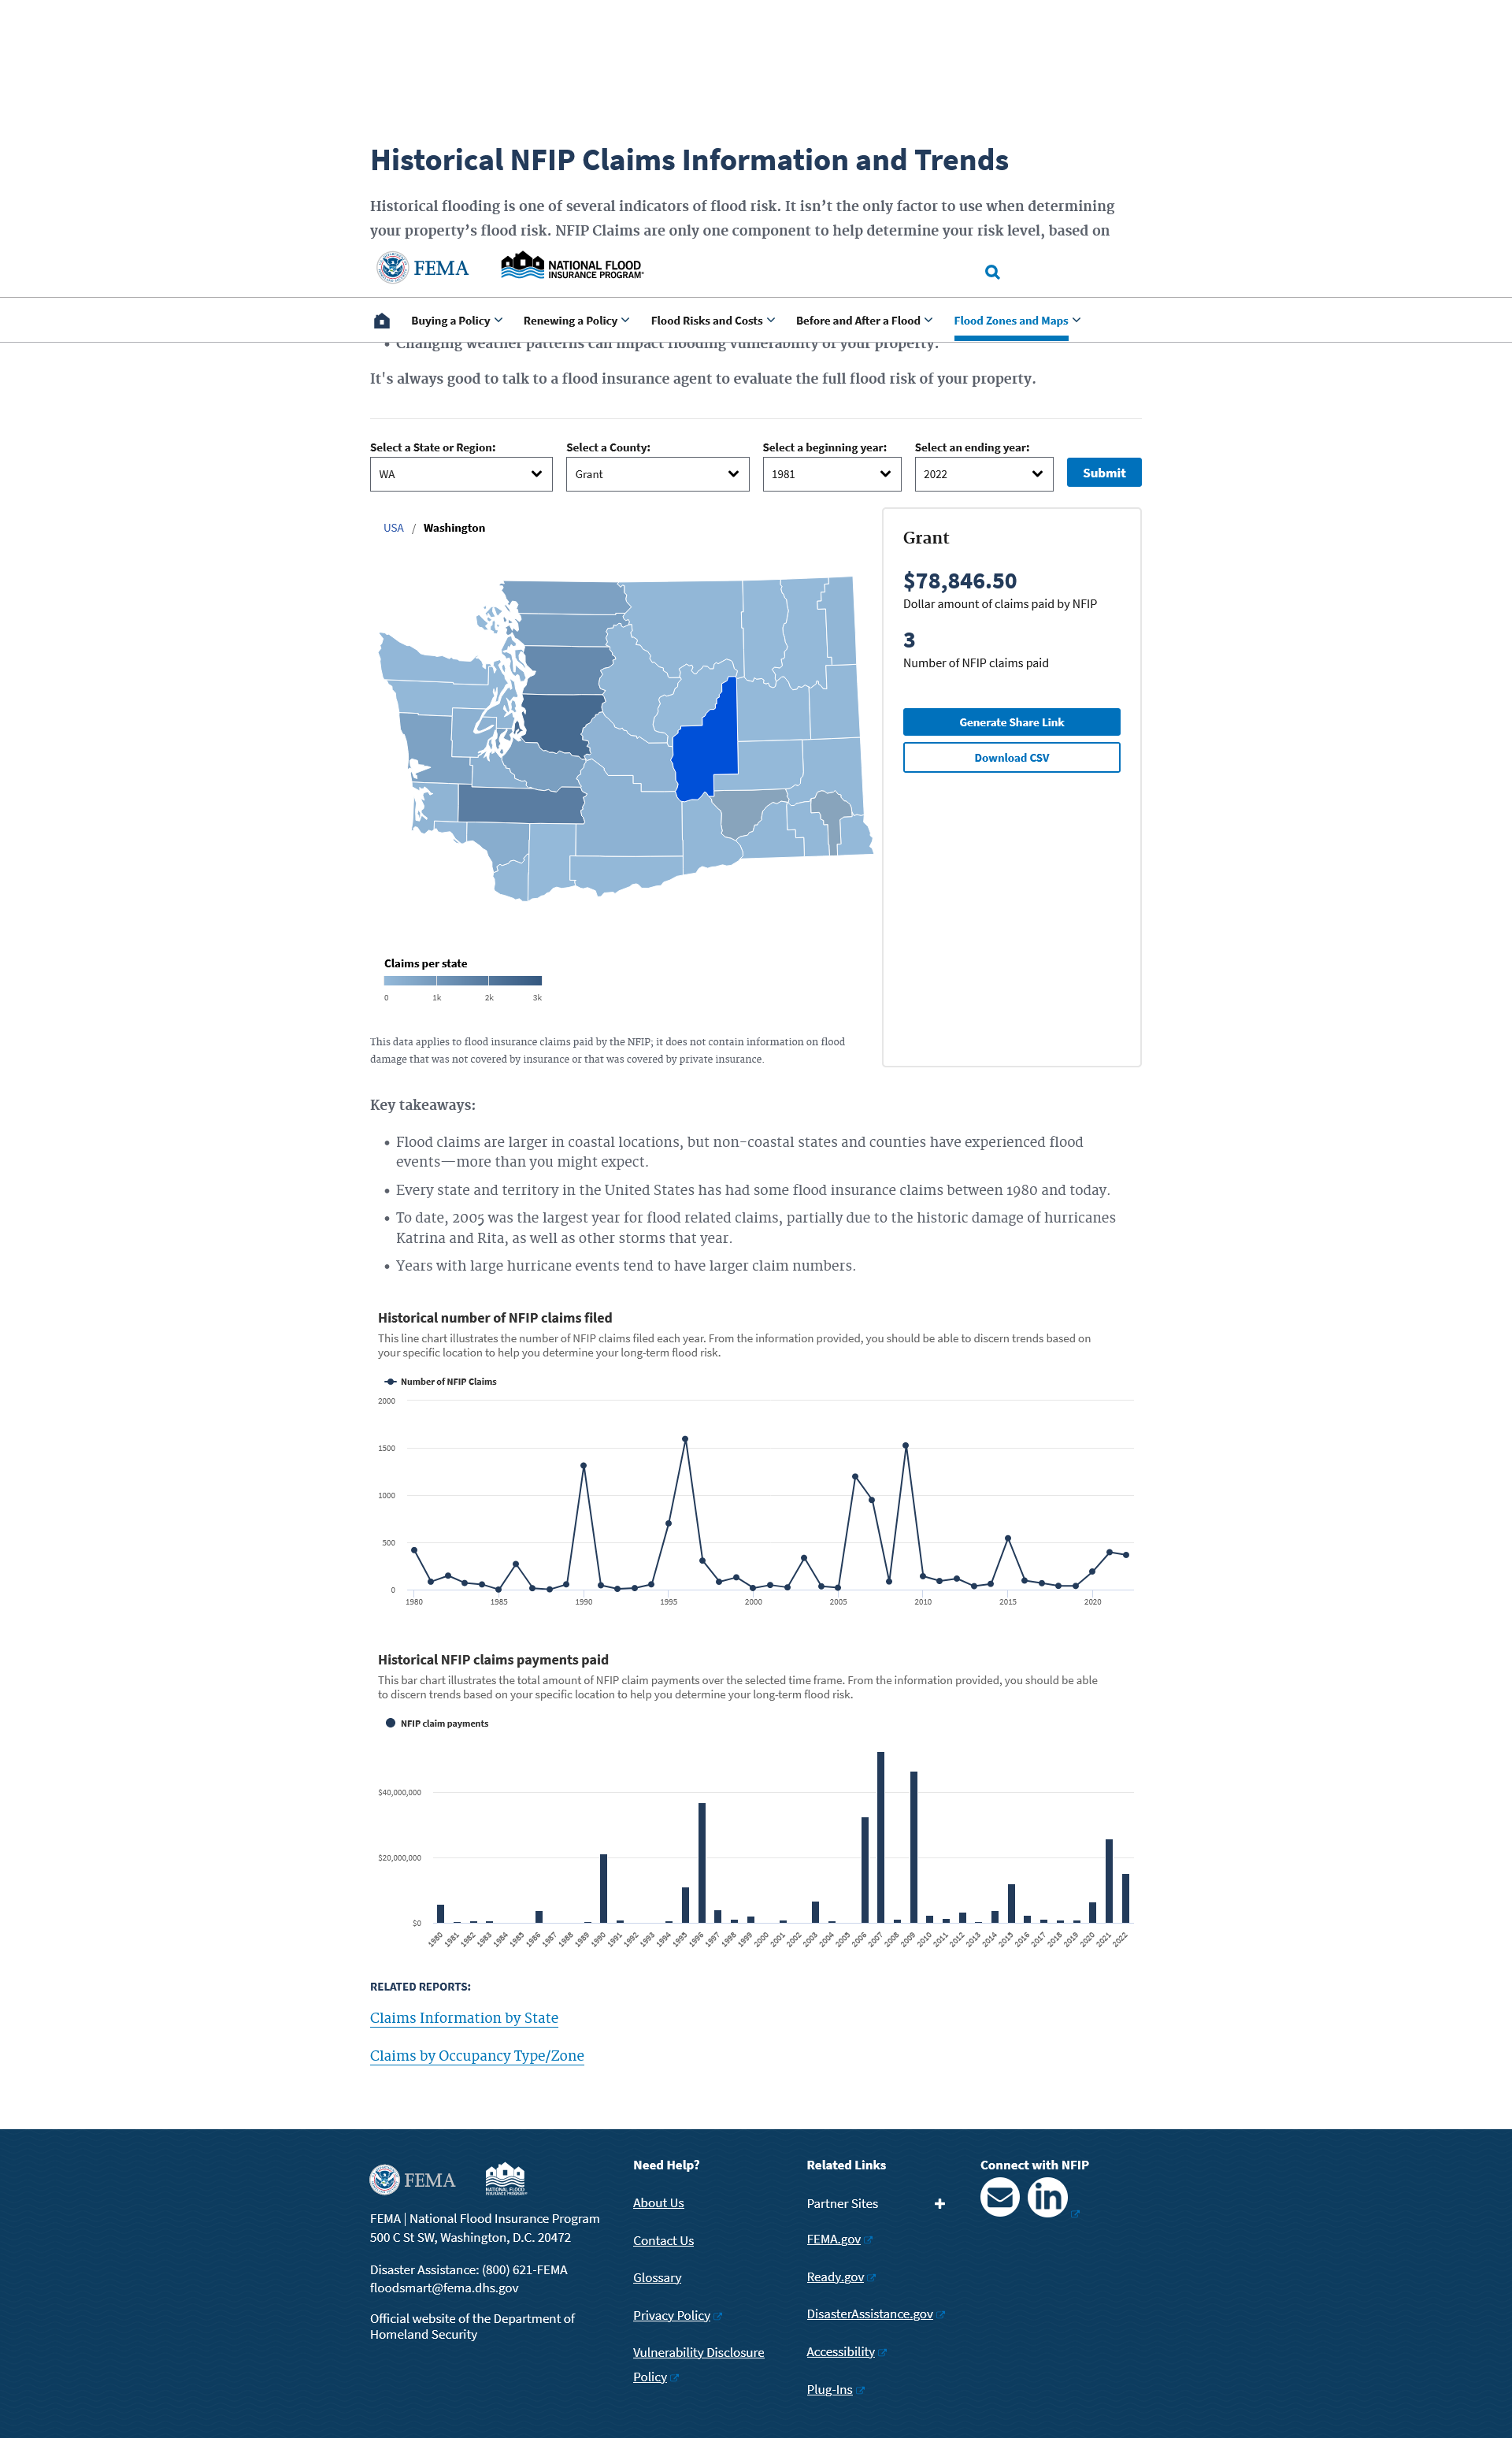 Historical NFIP Claims Information and Trends
Historical flooding is one of several indicators of flood risk. It isn’t the only factor to use when determining
your property’s flood risk. NFIP Claims are only one component to help determine your risk level, based on
FEMA
NATIONAL FLOOD
INSURANCE PROGRAM®
Buying a Policy
Renewing a Policy
Flood Risks and Costs
Before and After a Flood
Flood Zones and Maps
Changing weather patterns can impact flooding vulnerability of your property.
It's always good to talk to a flood insurance agent to evaluate the full flood risk of your property.
Select a State or Region:
Select a County:
Select a beginning year:
Select an ending year:
WA
Grant
1981
2022
Submit
USA / Washington
Grant
$78,846.50
Dollar amount of claims paid by NFIP
3
Number of NFIP claims paid
Generate Share Link
Download CSV
Claims per state
0 1k 2k 3k
This data applies to flood insurance claims paid by the NFIP; it does not contain information on flood
damage that was not covered by insurance or that was covered by private insurance.
Key takeaways:
• Flood claims are larger in coastal locations, but non-coastal states and counties have experienced flood
events—more than you might expect.
• Every state and territory in the United States has had some flood insurance claims between 1980 and today.
• To date, 2005 was the largest year for flood related claims, partially due to the historic damage of hurricanes
Katrina and Rita, as well as other storms that year.
• Years with large hurricane events tend to have larger claim numbers.
Historical number of NFIP claims filed
This line chart illustrates the number of NFIP claims filed each year. From the information provided, you should be able to discern trends based on
your specific location to help you determine your long-term flood risk.
Number of NFIP Claims
2000
1500
1000
500
0
1980 1985 1990 1995 2000 2005 2010 2015 2020
Historical NFIP claims payments paid
This bar chart illustrates the total amount of NFIP claim payments over the selected time frame. From the information provided, you should be able
to discern trends based on your specific location to help you determine your long-term flood risk.
NFIP claim payments
$40,000,000
$20,000,000
$0
1980 1981 1982 1983 1984 1985 1986 1987 1988 1989 1990 1991 1992 1993 1994 1995 1996 1997 1998 1999 2000 2001 2002 2003 2004 2005 2006 2007 2008 2009 2010 2011 2012 2013 2014 2015 2016 2017 2018 2019 2020 2021 2022
RELATED REPORTS:
Claims Information by State
Claims by Occupancy Type/Zone
FEMA
NATIONAL FLOOD
INSURANCE PROGRAM®
FEMA | National Flood Insurance Program
500 C St SW, Washington, D.C. 20472
Disaster Assistance: (800) 621-FEMA
floodsmart@fema.dhs.gov
Official website of the Department of
Homeland Security
Need Help?
About Us
Contact Us
Glossary
Privacy Policy
Vulnerability Disclosure
Policy
Related Links
Partner Sites
FEMA.gov
Ready.gov
DisasterAssistance.gov
Accessibility
Plug-Ins
Connect with NFIP
in